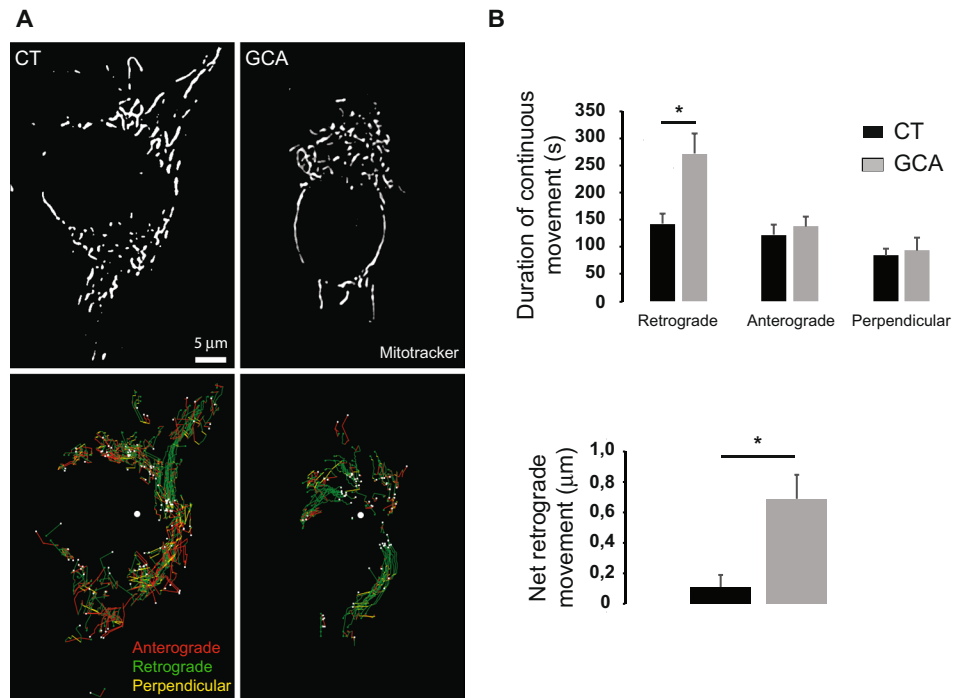 A
CT
GCA
5 µm
Mitotracker
Anterograde
Retrograde
Perpendicular
B
Duration of continuous
movement (s)
350
300
250
200
150
100
50
0
*
CT
GCA
Retrograde
Anterograde
Perpendicular
Net retrograde
movement (µm)
1,0
0,8
0,6
0,4
0,2
0
*